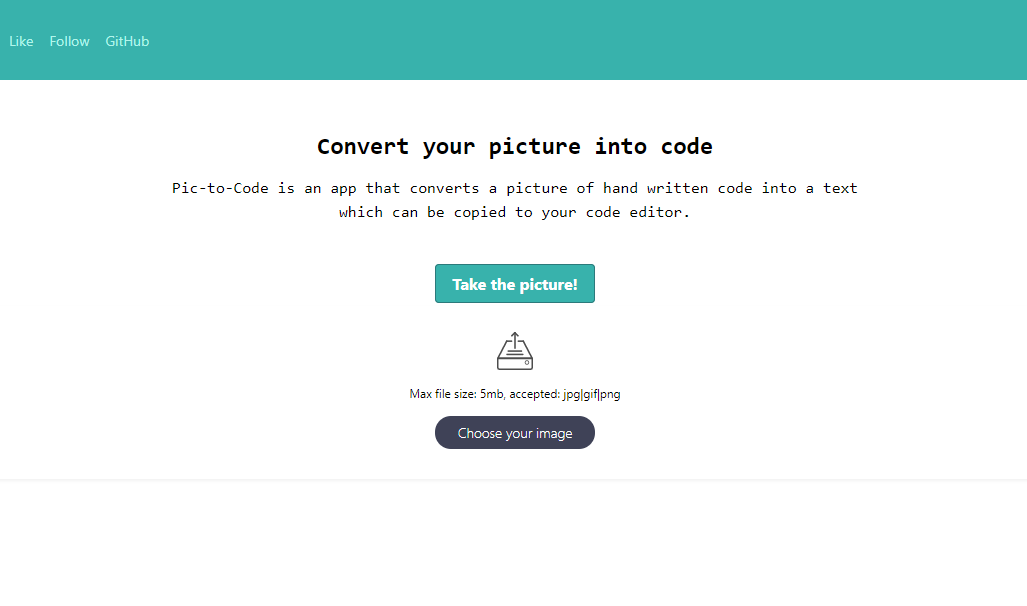 Like Follow GitHub
Convert your picture into code
Pic-to-Code is an app that converts a picture of hand written code into a text
which can be copied to your code editor.
Take the picture!
Max file size: 5mb, accepted: jpg|gif|png
Choose your image